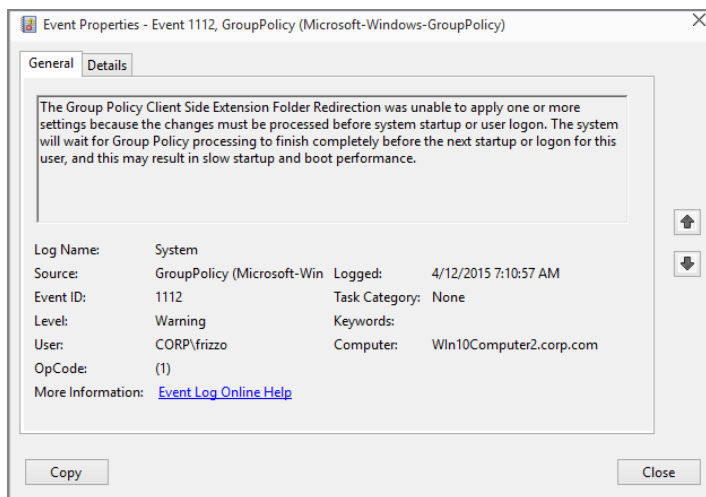 Event Properties - Event 1112, GroupPolicy (Microsoft-Windows-GroupPolicy)
General Details
The Group Policy Client Side Extension Folder Redirection was unable to apply one or more
settings because the changes must be processed before system startup or user logon. The system
will wait for Group Policy processing to finish completely before the next startup or logon for this
user, and this may result in slow startup and boot performance.
Log Name: System
Source: GroupPolicy (Microsoft-Win Logged: 4/12/2015 7:10:57 AM
Event ID: 1112 Task Category: None
Level: Warning Keywords:
User: CORP\frizzo Computer: WIn10Computer2.corp.com
OpCode: (1)
More Information: Event Log Online Help
Copy Close